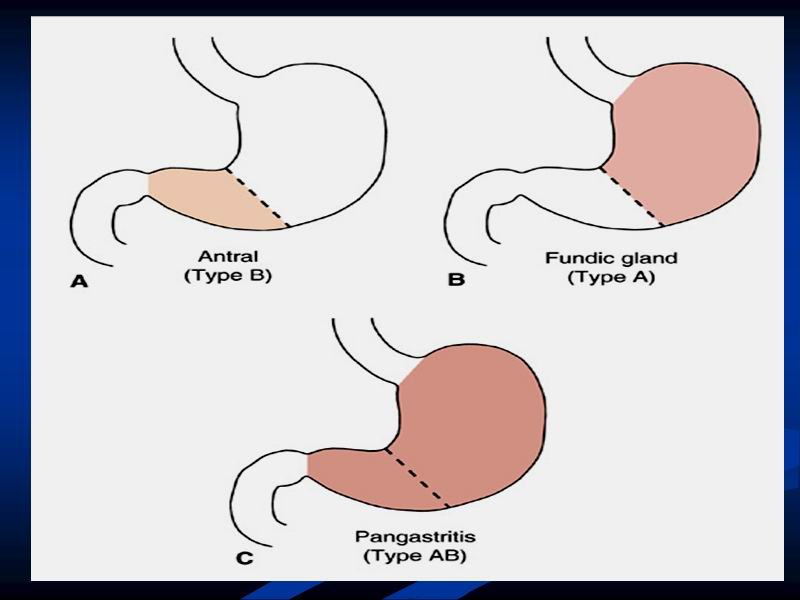 Antral
(Type B)
A
Fundic gland
(Type A)
B
Pangastritis
(Type AB)
C